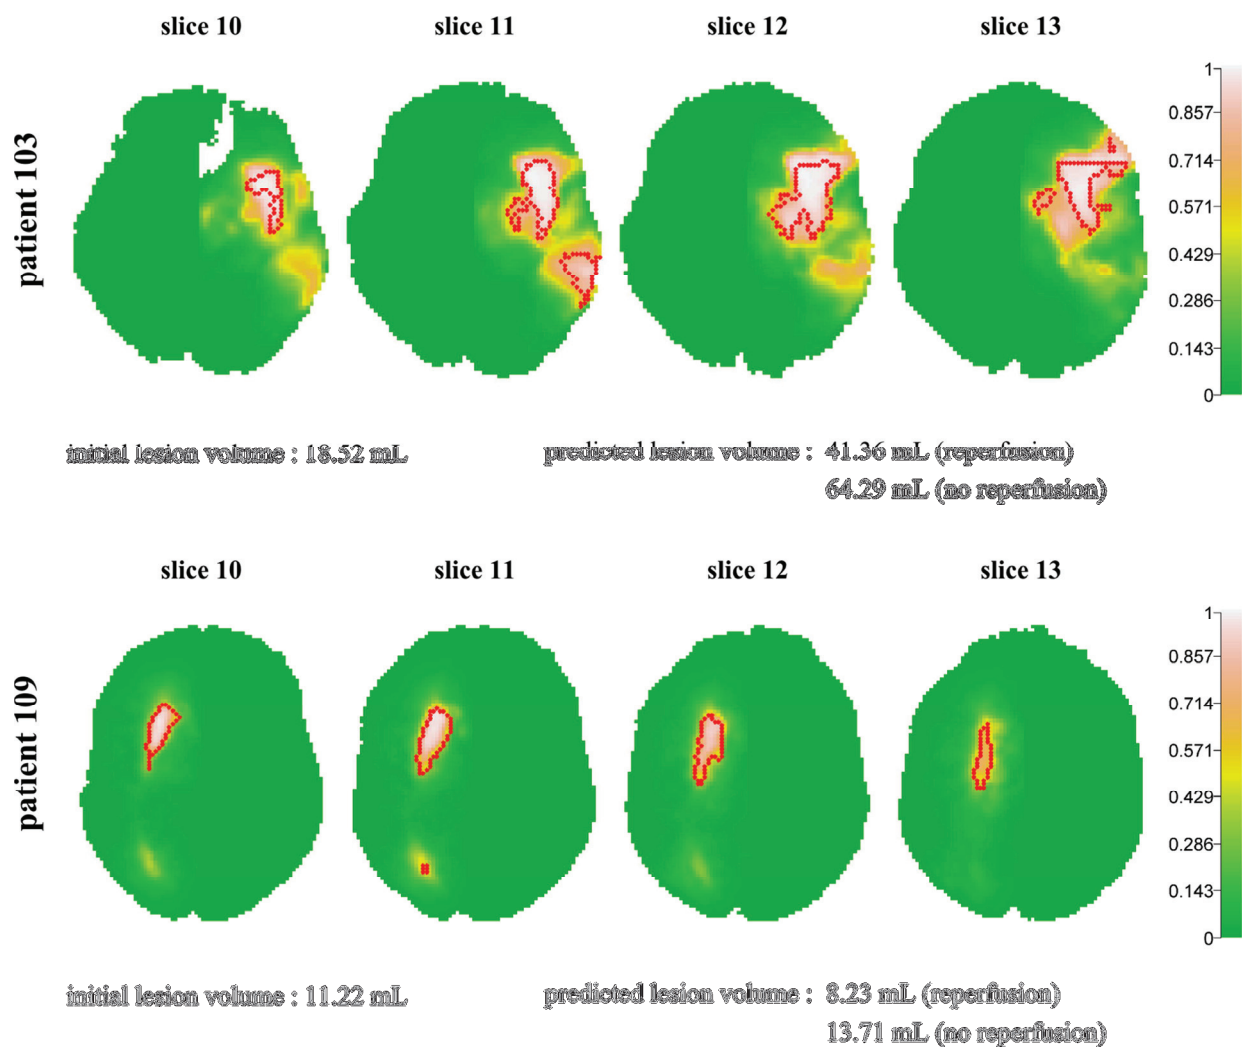 slice 10 slice 11 slice 12 slice 13
patient 103
1
0.857
0.714
0.571
0.429
0.286
0.143
0
initial lesion volume : 18.52 mL predicted lesion volume : 41.36 mL (reperfusion)
64.29 mL (no reperfusion)
slice 10 slice 11 slice 12 slice 13
patient 109
1
0.857
0.714
0.571
0.429
0.286
0.143
0
initial lesion volume : 11.22 mL predicted lesion volume : 8.23 mL (reperfusion)
13.71 mL (no reperfusion)